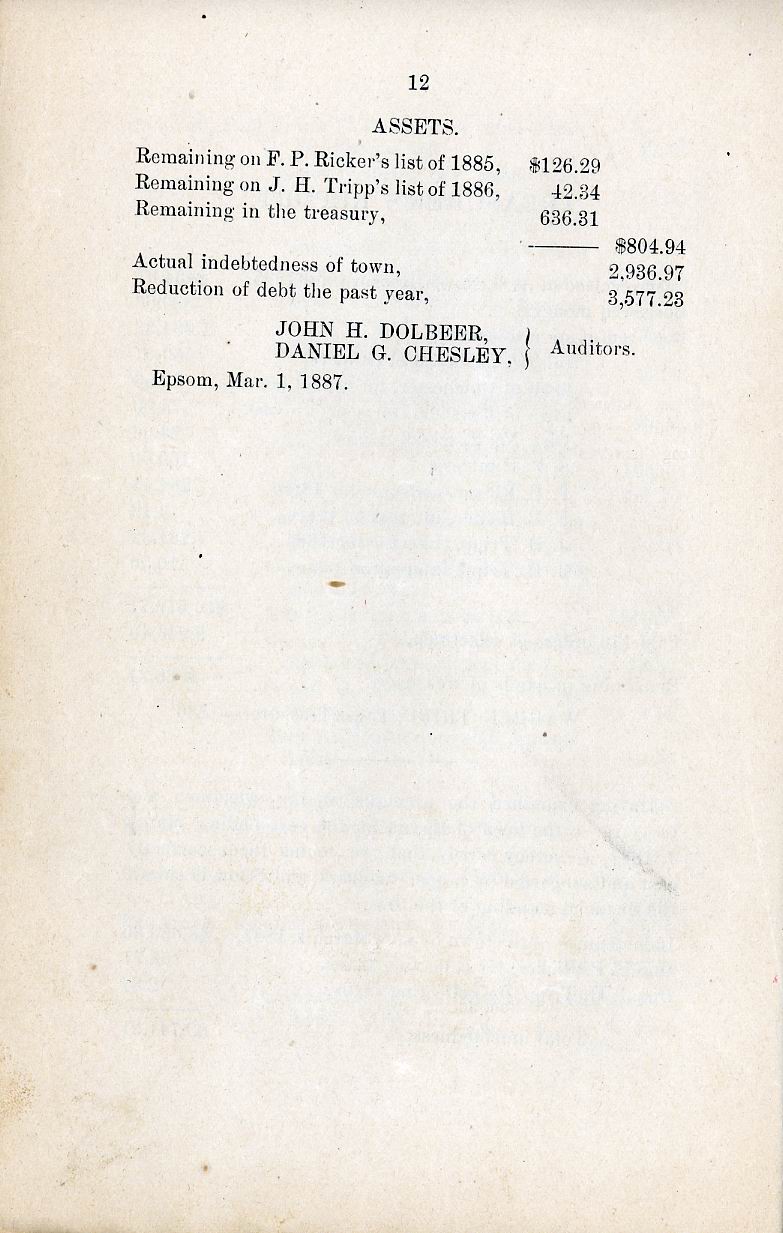 12
ASSETS.
Remaining on F. P. Ricker's list of 1885, $126.29
Remaining on J. H. Tripp's list of 1886, 42.34
Remaining in the treasury, 636.31
$804.94
Actual indebtedness of town, 2,936.97
Reduction of debt the past year, 3,577.23
JOHN H. DOLBEER,
DANIEL G. CHESLEY, } Auditors.
Epsom, Mar. 1, 1887.